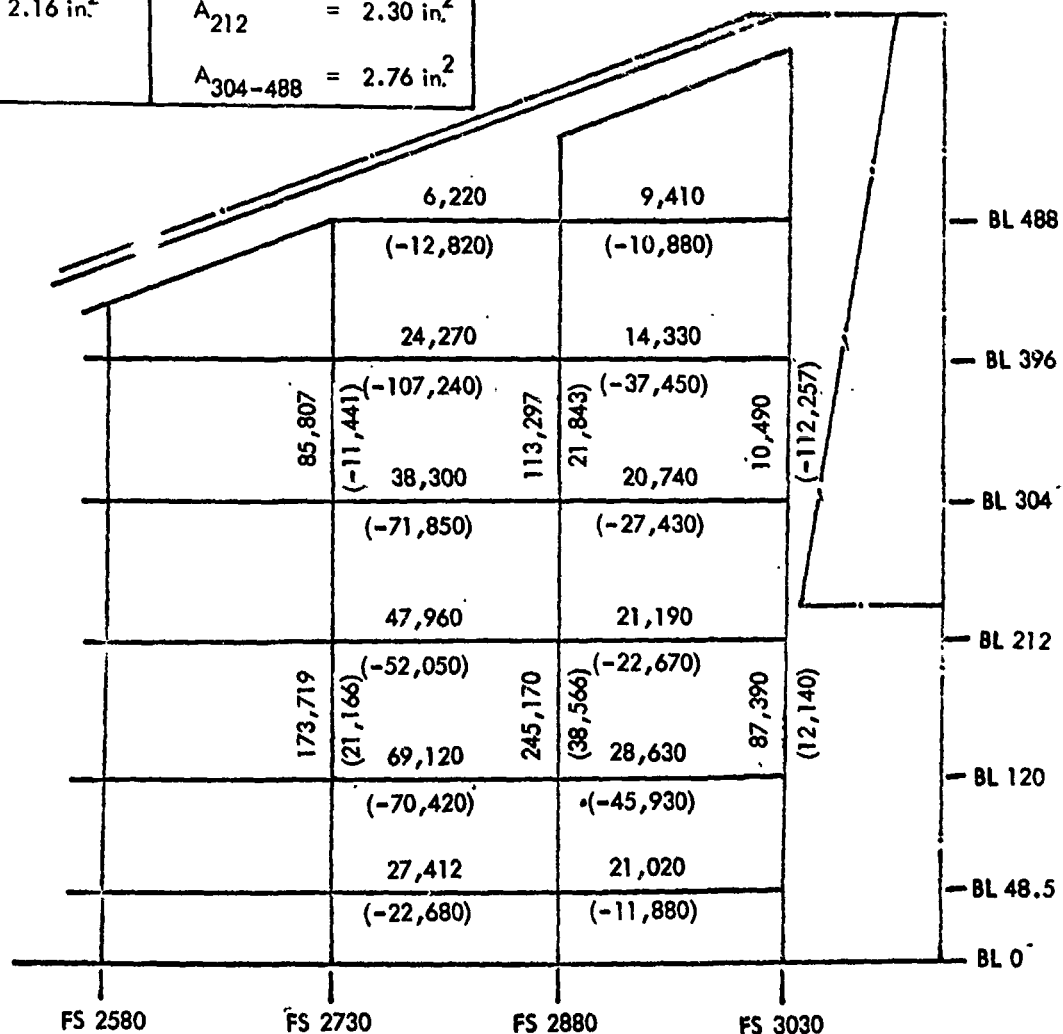 2.16 in.²
A212 = 2.30 in.²
A304-488 = 2.76 in.²
6,220
9,410
BL 488
(-12,820)
(-10,880)
24,270
14,330
BL 396
(-107,240)
(-37,450)
85,807
(-11,441)
113,297
21,843)
10,490
(-112,257)
38,300
20,740
BL 304
(-71,850)
(-27,430)
47,960
21,190
BL 212
(-52,050)
(-22,670)
173,719
(21,166)
245,170
(38,566)
87,390
(12,140)
69,120
28,630
BL 120
(-70,420)
(-45,930)
27,412
21,020
BL 48.5
(-22,680)
(-11,880)
BL 0
FS 2580
FS 2730
FS 2880
FS 3030